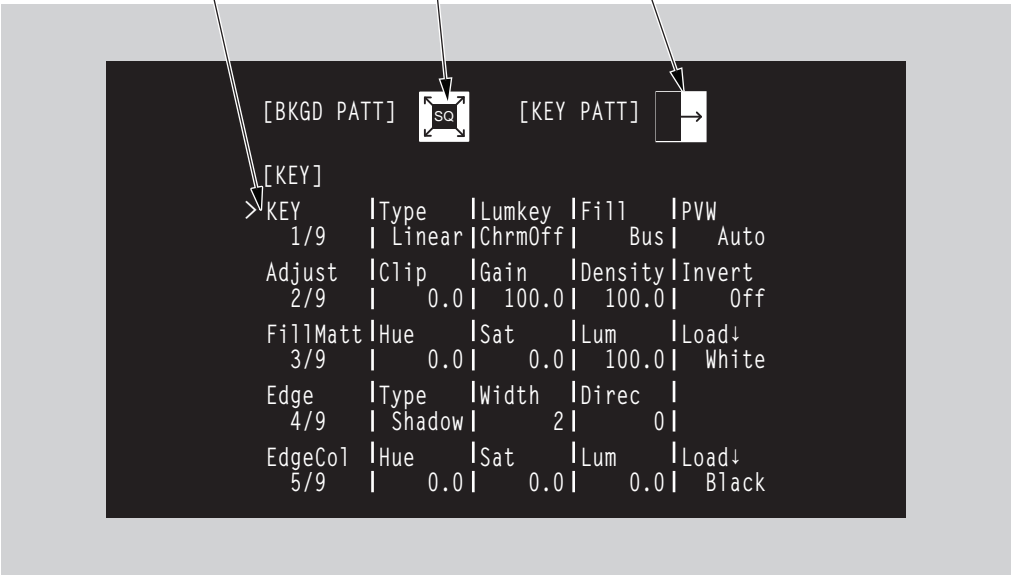 [BKGD PATT] SQ [KEY PATT] →
[KEY]
>KEY |Type |Lumkey |Fill |PVW
1/9 | Linear|ChrmOff| Bus| Auto
Adjust |Clip |Gain |Density|Invert
2/9 | 0.0| 100.0| 100.0| Off
FillMatt|Hue |Sat |Lum |Load↓
3/9 | 0.0| 0.0| 100.0| White
Edge |Type |Width |Direc |
4/9 | Shadow| 2| 0|
EdgeCol |Hue |Sat |Lum |Load↓
5/9 | 0.0| 0.0| 0.0| Black